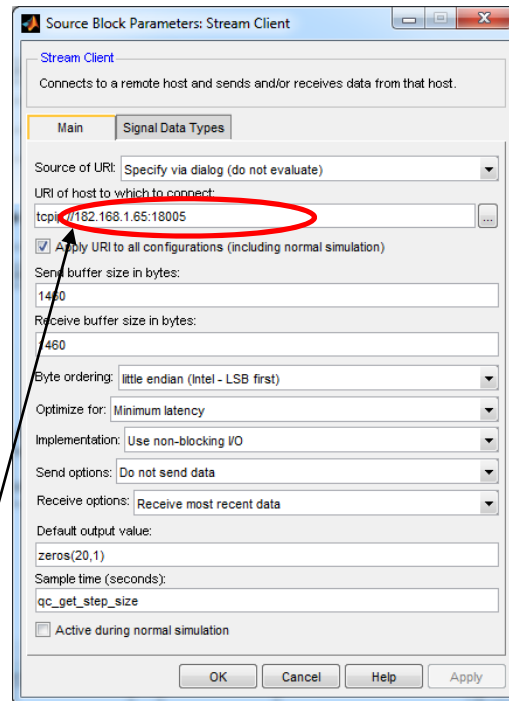 Source Block Parameters: Stream Client
Stream Client
Connects to a remote host and sends and/or receives data from that host.
Main
Signal Data Types
Source of URI: Specify via dialog (do not evaluate)
URI of host to which to connect:
tcpip://182.168.1.65:18005
...
Apply URI to all configurations (including normal simulation)
Send buffer size in bytes:
1460
Receive buffer size in bytes:
1460
Byte ordering: little endian (Intel - LSB first)
Optimize for: Minimum latency
Implementation: Use non-blocking I/O
Send options: Do not send data
Receive options: Receive most recent data
Default output value:
zeros(20,1)
Sample time (seconds):
qc_get_step_size
Active during normal simulation
OK Cancel Help Apply